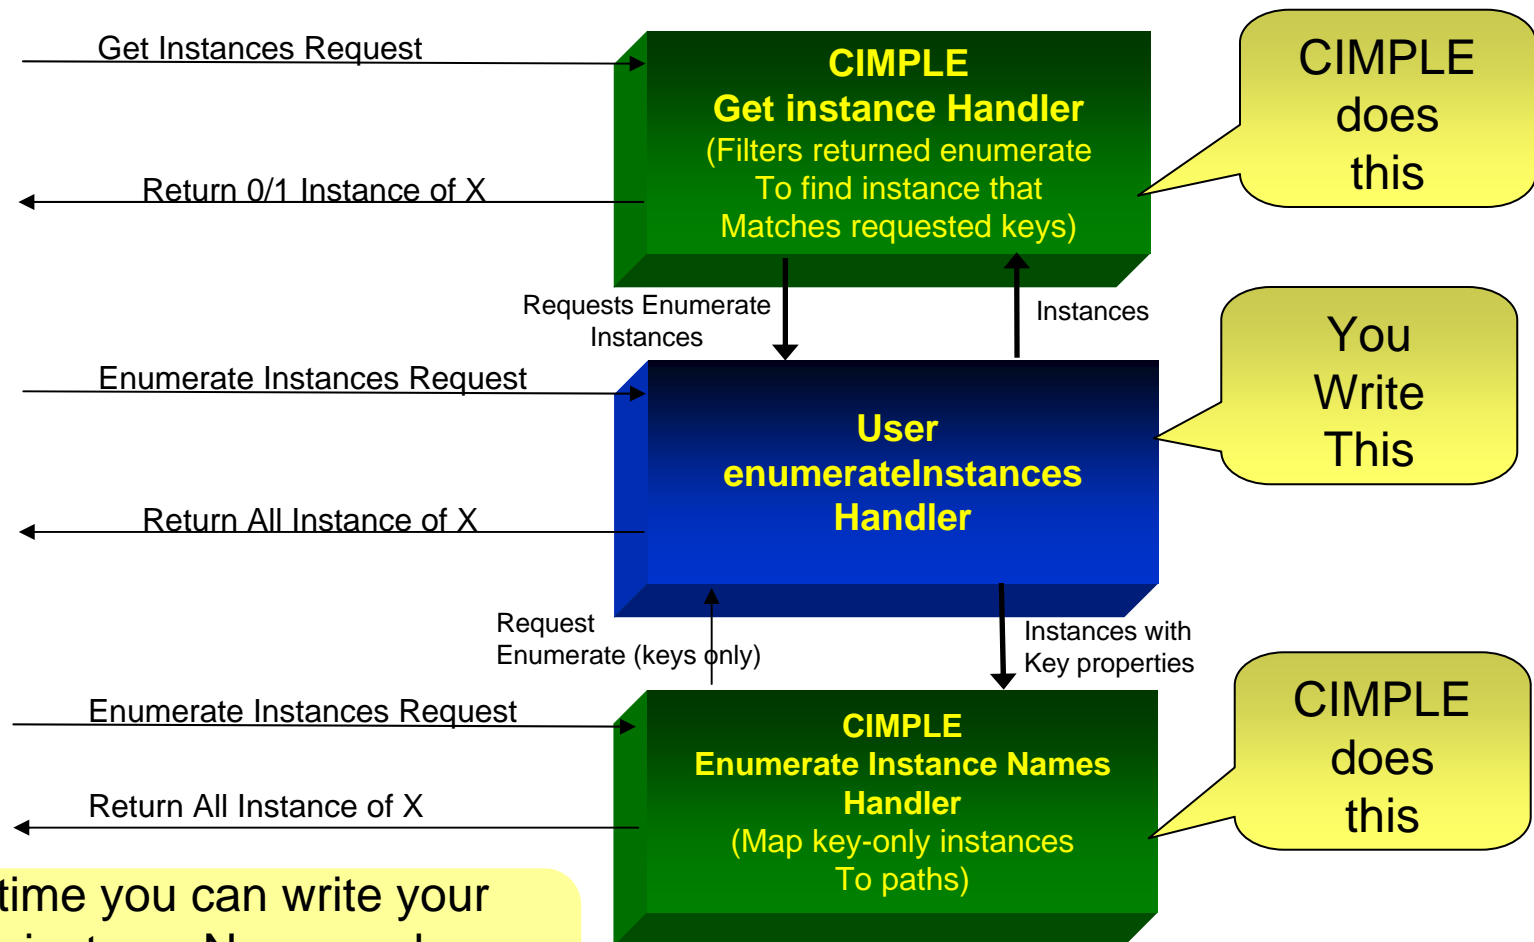 Get Instances Request
CIMPLE
Get instance Handler
(Filters returned enumerate
To find instance that
Matches requested keys)
CIMPLE
does
this
Return 0/1 Instance of X
Requests Enumerate
Instances
Instances
You
Write
This
Enumerate Instances Request
User
enumerateInstances
Handler
Return All Instance of X
Request
Enumerate (keys only)
Instances with
Key properties
Enumerate Instances Request
CIMPLE
Enumerate Instance Names
Handler
(Map key-only instances
To paths)
CIMPLE
does
this
Return All Instance of X
time you can write your